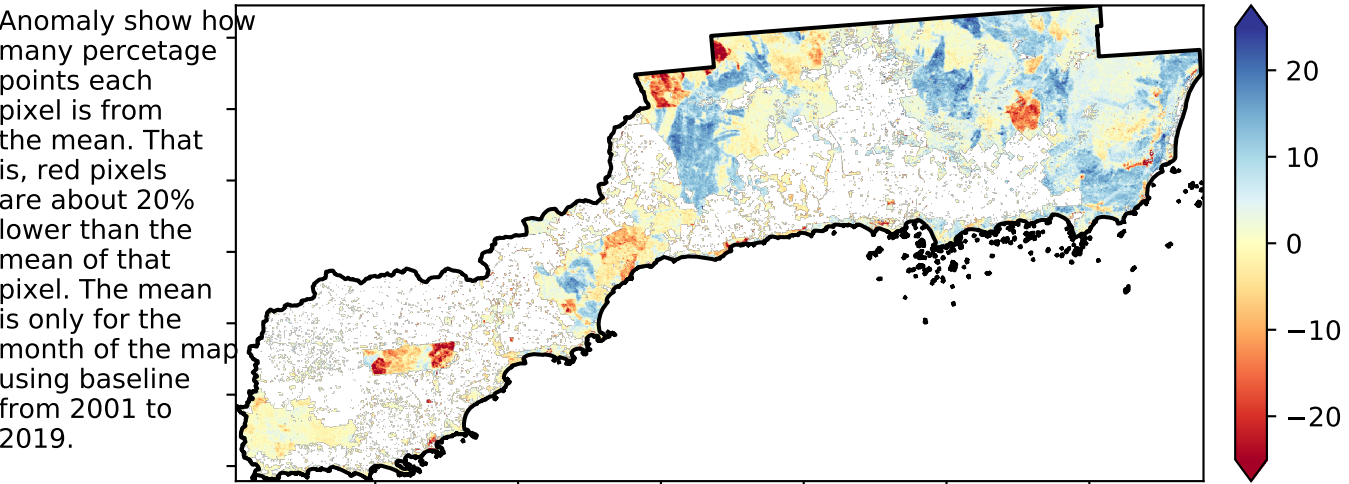 Anomaly show how
many percetage
points each
pixel is from
the mean. That
is, red pixels
are about 20%
lower than the
mean of that
pixel. The mean
is only for the
month of the map
using baseline
from 2001 to
2019.
20
10
0
−10
−20